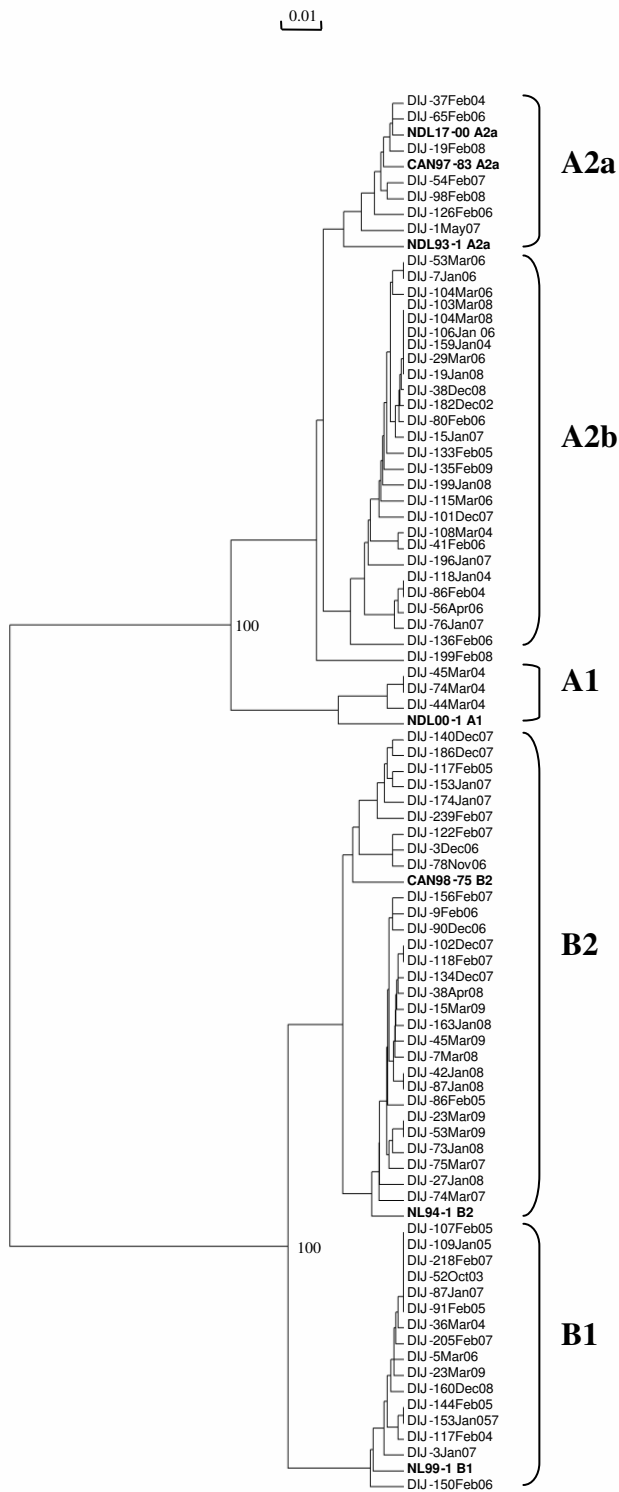 0.01
DIJ-37Feb04
DIJ-65Feb06
NDL17-00 A2a
DIJ-19Feb08
CAN97-83 A2a
DIJ-54Feb07
DIJ-98Feb08
DIJ-126Feb06
DIJ-1May07
NDL93-1 A2a
A2a
DIJ-53Mar06
DIJ-7Jan06
DIJ-104Mar06
DIJ-103Mar08
DIJ-104Mar08
DIJ-106Jan 06
DIJ-159Jan04
DIJ-29Mar06
DIJ-19Jan08
DIJ-38Dec08
DIJ-182Dec02
DIJ-80Feb06
DIJ-15Jan07
DIJ-133Feb05
DIJ-135Feb09
DIJ-199Jan08
DIJ-115Mar06
DIJ-101Dec07
DIJ-108Mar04
DIJ-41Feb06
DIJ-196Jan07
DIJ-118Jan04
DIJ-86Feb04
DIJ-56Apr06
DIJ-76Jan07
DIJ-136Feb06
A2b
100
DIJ-199Feb08
DIJ-45Mar04
DIJ-74Mar04
DIJ-44Mar04
NDL00-1 A1
A1
DIJ-140Dec07
DIJ-186Dec07
DIJ-117Feb05
DIJ-153Jan07
DIJ-174Jan07
DIJ-239Feb07
DIJ-122Feb07
DIJ-3Dec06
DIJ-78Nov06
CAN98-75 B2
DIJ-156Feb07
DIJ-9Feb06
DIJ-90Dec06
DIJ-102Dec07
DIJ-118Feb07
DIJ-134Dec07
DIJ-38Apr08
DIJ-15Mar09
DIJ-163Jan08
DIJ-45Mar09
DIJ-7Mar08
DIJ-42Jan08
DIJ-87Jan08
DIJ-86Feb05
DIJ-23Mar09
DIJ-53Mar09
DIJ-73Jan08
DIJ-75Mar07
DIJ-27Jan08
DIJ-74Mar07
NL94-1 B2
B2
100
DIJ-107Feb05
DIJ-109Jan05
DIJ-218Feb07
DIJ-52Oct03
DIJ-87Jan07
DIJ-91Feb05
DIJ-36Mar04
DIJ-205Feb07
DIJ-5Mar06
DIJ-23Mar09
DIJ-160Dec08
DIJ-144Feb05
DIJ-153Jan057
DIJ-117Feb04
DIJ-3Jan07
NL99-1 B1
DIJ-150Feb06
B1